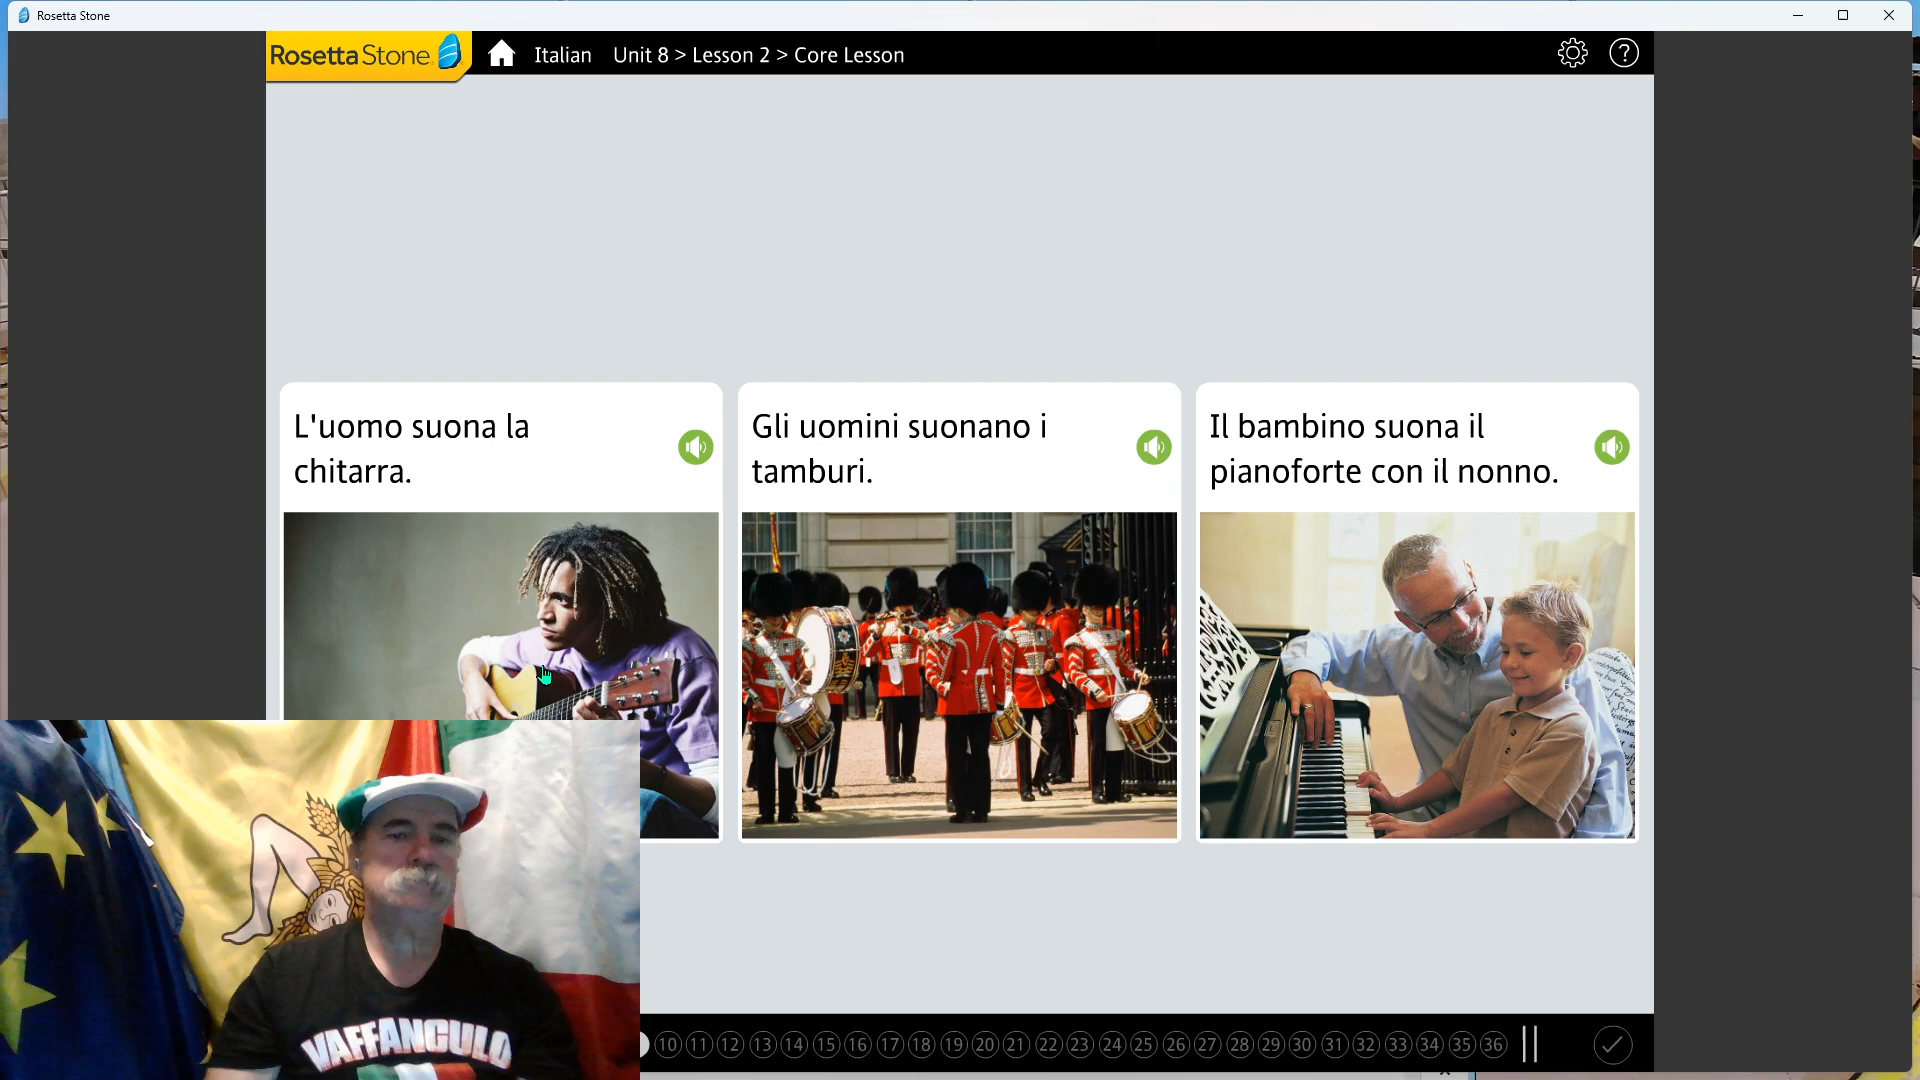 Rosetta Stone
RosettaStone
Italian Unit 8 > Lesson 2 > Core Lesson
?
L'uomo suona la
chitarra.
Gli uomini suonano i
tamburi.
Il bambino suona il
pianoforte con il nonno.
VAFFANCULO
10 11 12 13 14 15 16 17 18 19 20 21 22 23 24 25 26 27 28 29 30 31 32 33 34 35 36